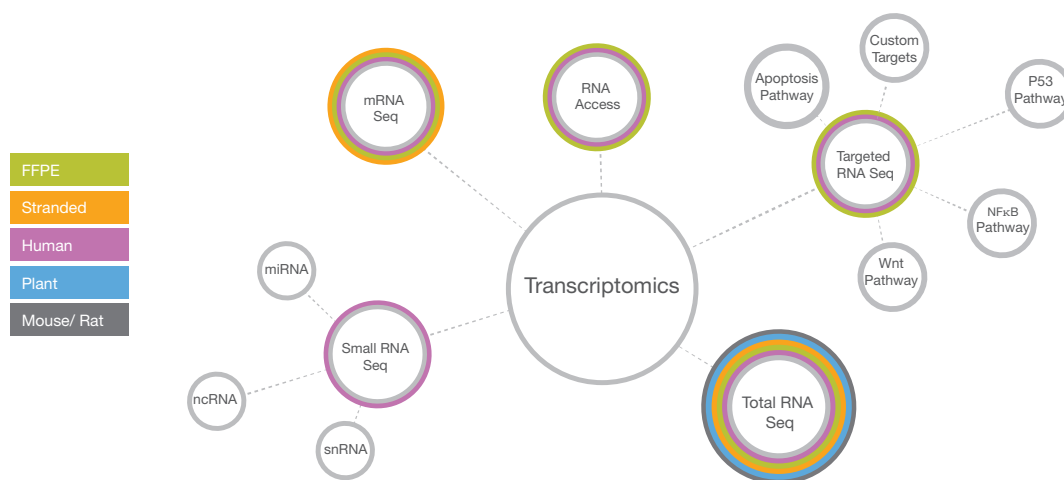 mRNA
Seq
RNA
Access
Custom
Targets
Apoptosis
Pathway
P53
Pathway
Targeted
RNA Seq
NFκB
Pathway
Wnt
Pathway
FFPE
Stranded
Human
Plant
Mouse/ Rat
Transcriptomics
miRNA
Small RNA
Seq
ncRNA
snRNA
Total RNA
Seq